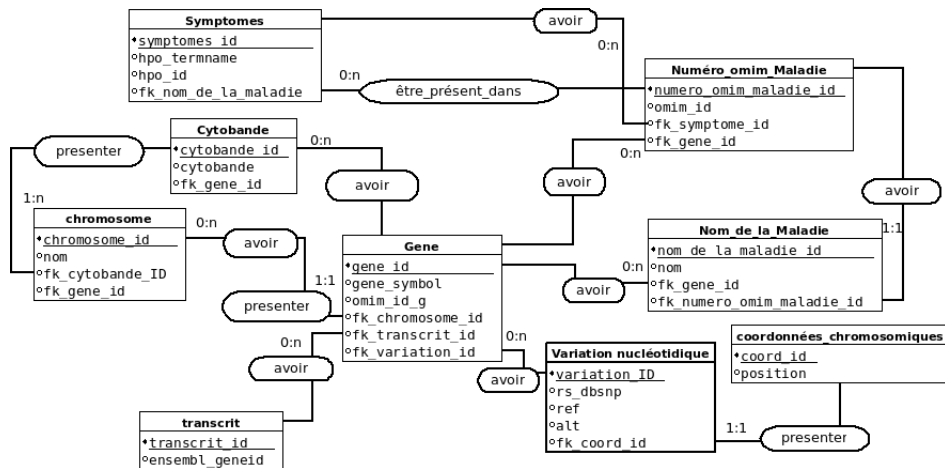 Symptomes
symptomes_id
hpo_termname
hpo_id
fk_nom_de_la_maladie
avoir
0:n
0:n
être_présent_dans
Numéro_omim_Maladie
numero_omim_maladie_id
omim_id
fk_symptome_id
fk_gene_id
Cytobande
cytobande_id
cytobande
fk_gene_id
presenter
1:n
0:n
avoir
0:n
avoir
avoir
1:1
chromosome
chromosome_id
nom
fk_cytobande_ID
fk_gene_id
0:n
avoir
1:1
presenter
Gene
gene_id
gene_symbol
omim_id_g
fk_chromosome_id
fk_transcrit_id
fk_variation_id
0:n
avoir
Nom_de_la_Maladie
nom_de_la_maladie_id
nom
fk_gene_id
fk_numero_omim_maladie_id
0:n
avoir
0:n
avoir
Variation nucléotidique
variation_ID
rs_dbsnp
ref
alt
fk_coord_id
coordonnées_chromosomiques
coord_id
position
1:1
presenter
transcrit
transcrit_id
ensembl_geneid